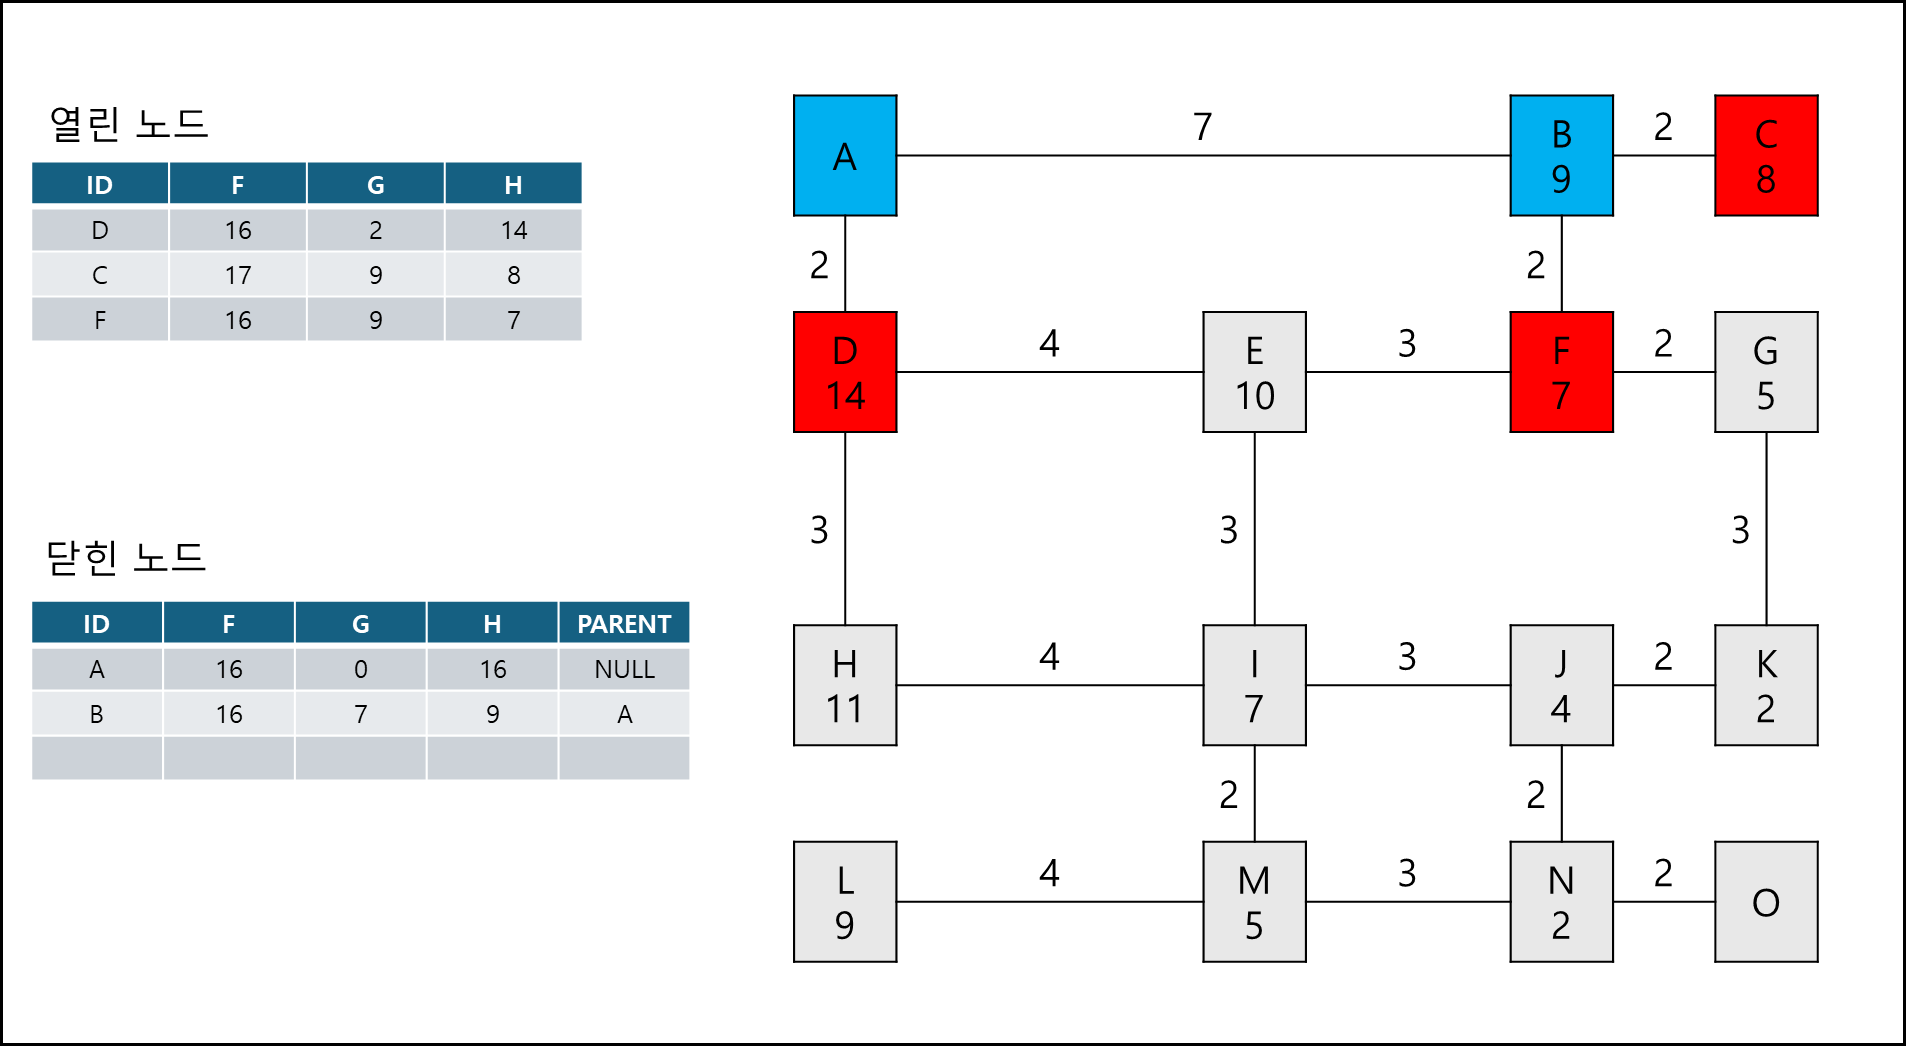 열린 노드
ID F G H
D 16 2 14
C 17 9 8
F 16 9 7
닫힌 노드
ID F G H PARENT
A 16 0 16 NULL
B 16 7 9 A
A 7 B 2 C
9 8
2 2
D 4 E 3 F 2 G
14 10 7 5
3 3 3
H 4 I 3 J 2 K
11 7 4 2
2 2
L 4 M 3 N 2 O
9 5 2